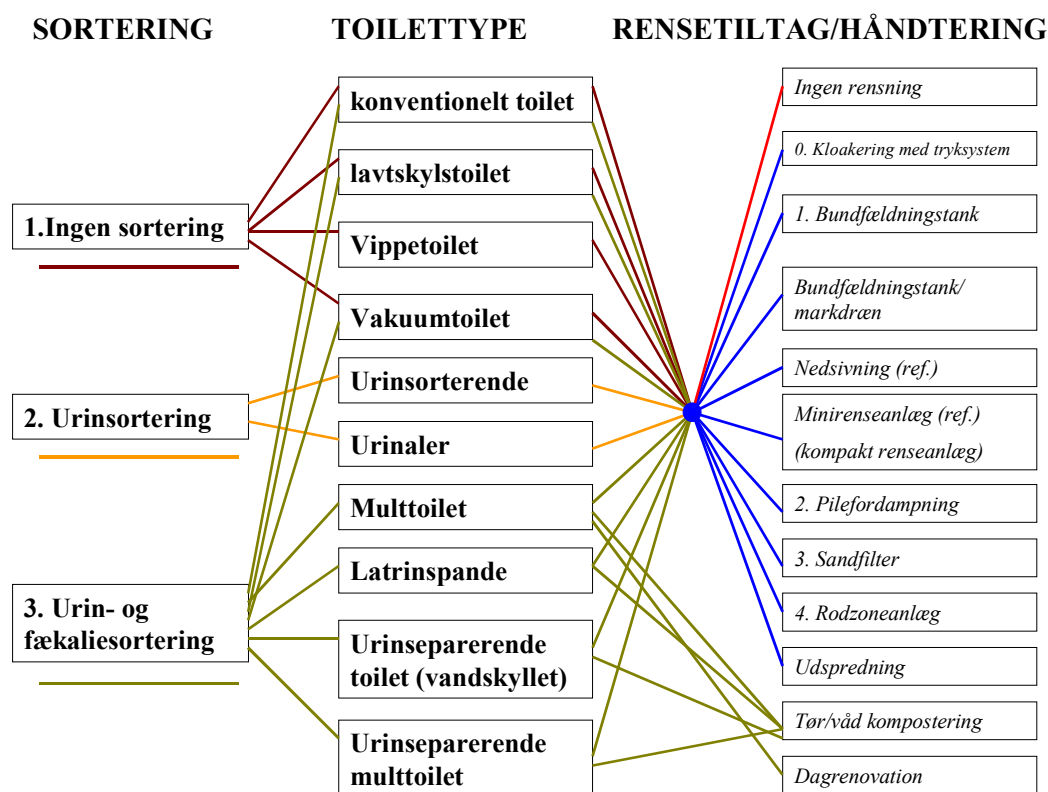 SORTERING
TOILETTYPE
RENSETILTAG/HÅNDTERING
1.Ingen sortering
2. Urinsortering
3. Urin- og
fækaliesortering
konventionelt toilet
lavtskylstoilet
Vippetoilet
Vakuumtoilet
Urinsorterende
Urinaler
Multtoilet
Latrinspande
Urinseparerende
toilet (vandskyllet)
Urinseparerende
multtoilet
Ingen rensning
0. Kloakering med tryksystem
1. Bundfældningstank
Bundfældningstank/
markdræn
Nedsivning (ref.)
Minirenseanlæg (ref.)
(kompakt renseanlæg)
2. Pilefordampning
3. Sandfilter
4. Rodzoneanlæg
Udspredning
Tør/våd kompostering
Dagrenovation